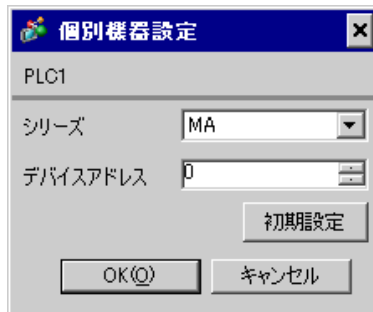 個別機器設定
PLC1
シリーズ MA
デバイスアドレス 0
初期設定
OK(O) キャンセル